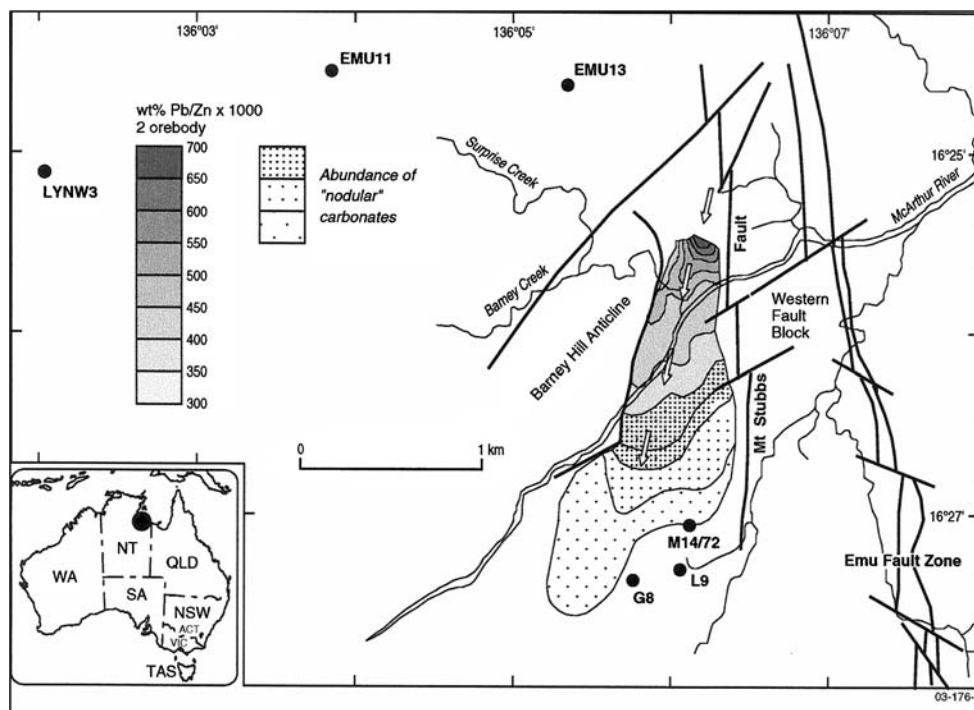 136°03'
136°05'
136°07'
EMU11
EMU13
LYNW3
wt% Pb/Zn x 1000
2 orebody
700
650
600
550
500
450
400
350
300
Abundance of
"nodular"
carbonates
Surprise Creek
Barney Creek
Barney Hill Anticline
Fault
McArthur River
16°25'
Western
Fault
Block
Mt Stubbs
0
1 km
16°27'
M14/72
L9
G8
Emu Fault Zone
WA
NT
QLD
SA
NSW
ACT
VIC
TAS
03-176-